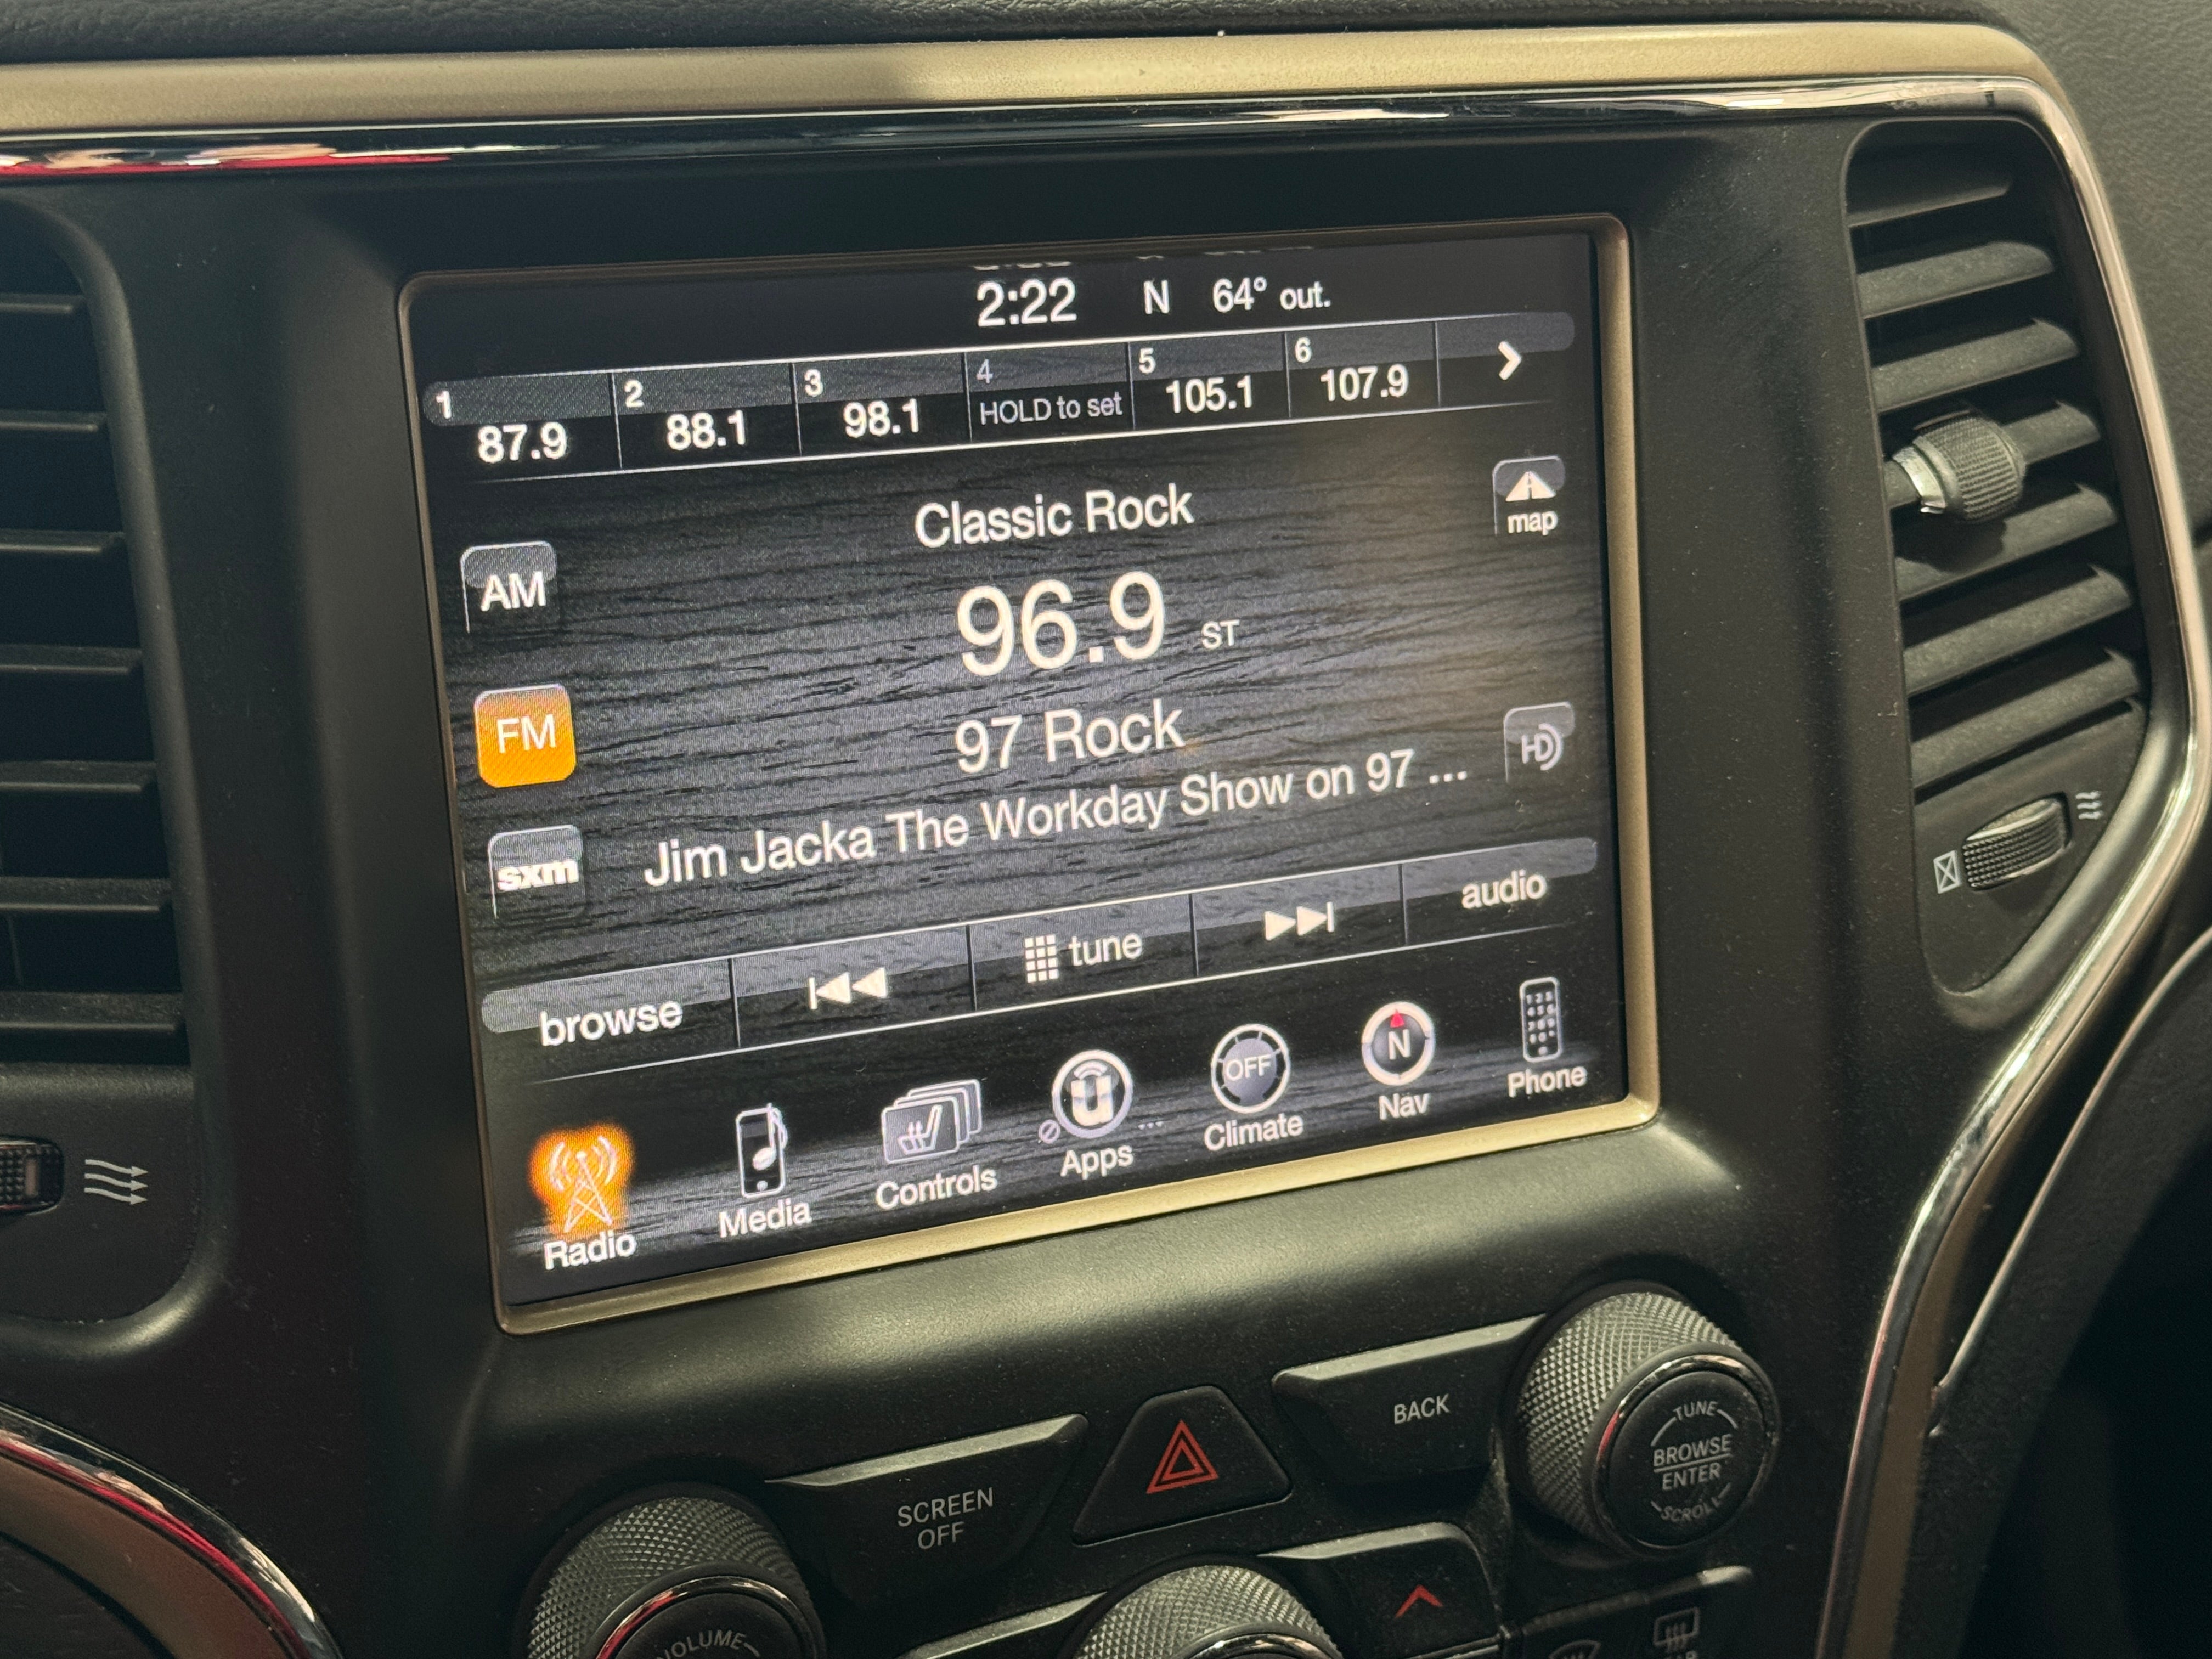 2:22 N 64° out.
1 2 3 4 5 6
87.9 88.1 98.1 HOLD to set 105.1 107.9
Classic Rock
map
AM
96.9 ST
FM
97 Rock
HD
sxm
Jim Jacka The Workday Show on 97 ...
browse tune audio
Radio Media Controls Apps Climate Nav Phone
OFF
N
SCREEN
OFF
BACK
TUNE
BROWSE
ENTER
SCROLL
VOLUME